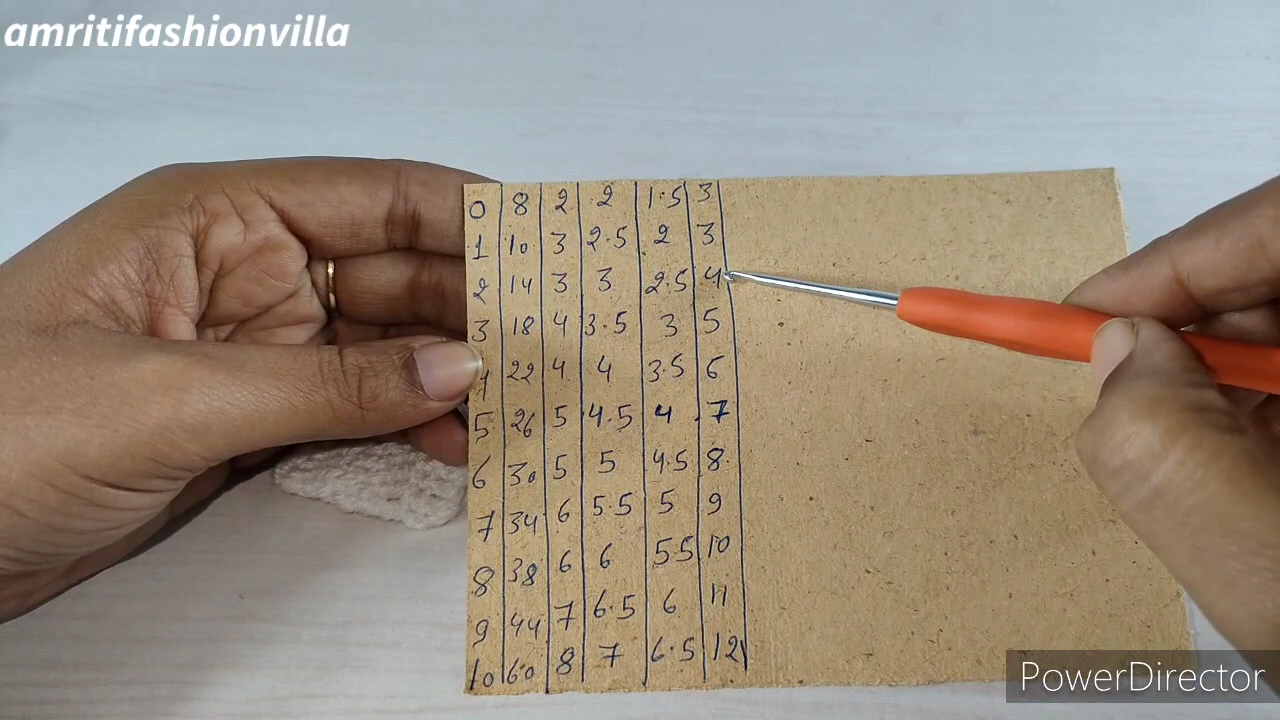 amritifashionvilla
0 8 2 2 1.5 3
1 10 3 2.5 2 3
2 14 3 3 2.5 4
3 18 4 3.5 3 5
4 22 4 4 3.5 6
5 26 5 4.5 4 7
6 30 5 5 4.5 8
7 34 6 5.5 5 9
8 38 6 6 55 10
9 44 7 6.5 6 11
10 60 8 7 6.5 12
PowerDirector